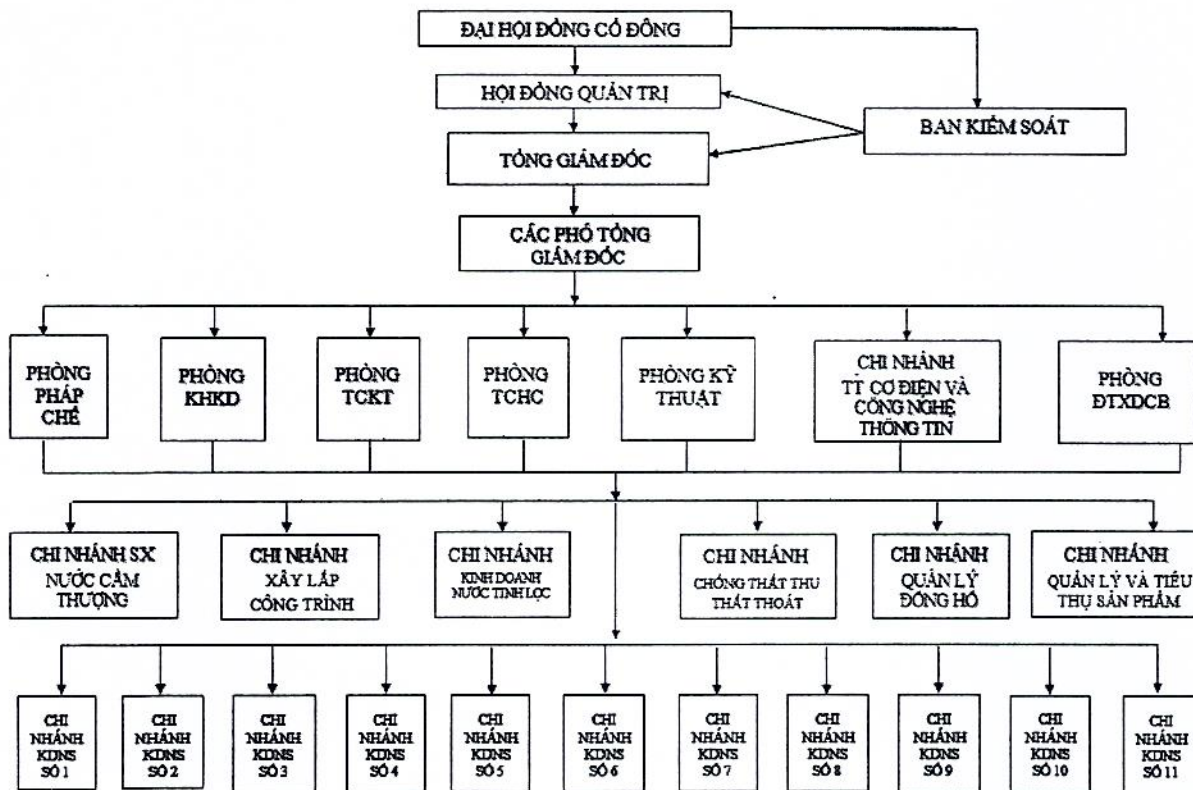 ĐẠI HỘI ĐỒNG CỔ ĐÔNG
HỘI ĐỒNG QUẢN TRỊ
BAN KIỂM SOÁT
TỔNG GIÁM ĐỐC
CÁC PHÓ TỔNG
GIÁM ĐỐC
PHÒNG
PHÁP
CHẾ
PHÒNG
KHKD
PHÒNG
TCKT
PHÒNG
TCHC
PHÒNG KỸ
THUẬT
CHI NHÁNH
TT CƠ ĐIỆN VÀ
CÔNG NGHỆ
THÔNG TIN
PHÒNG
ĐTXDCB
CHI NHÁNH SX
NƯỚC CẨM
THƯỢNG
CHI NHÁNH
XÂY LẮP
CÔNG TRÌNH
CHI NHÁNH
KINH DOANH
NƯỚC TINH LỌC
CHI NHÁNH
CHỐNG THẤT THU
THẤT THOÁT
CHI NHÁNH
QUẢN LÝ
ĐỒNG HỒ
CHI NHÁNH
QUẢN LÝ VÀ TIÊU
THỤ SẢN PHẨM
CHI
NHÁNH
KDNS
SỐ 1
CHI
NHÁNH
KDNS
SỐ 2
CHI
NHÁNH
KDNS
SỐ 3
CHI
NHÁNH
KDNS
SỐ 4
CHI
NHÁNH
KDNS
SỐ 5
CHI
NHÁNH
KDNS
SỐ 6
CHI
NHÁNH
KDNS
SỐ 7
CHI
NHÁNH
KDNS
SỐ 8
CHI
NHÁNH
KDNS
SỐ 9
CHI
NHÁNH
KDNS
SỐ 10
CHI
NHÁNH
KDNS
SỐ 11